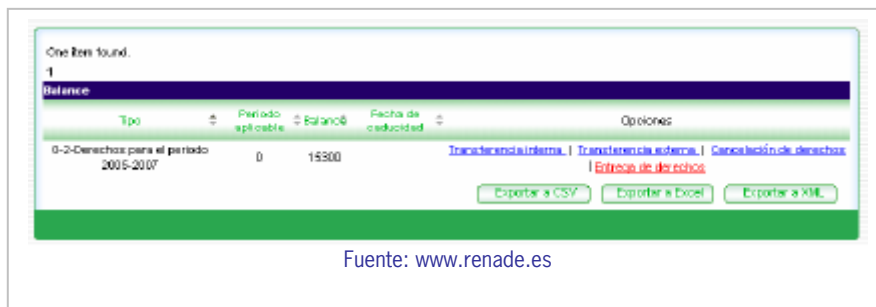 One item found.
1
Balance
Tipo Periodo aplicable Balance Fecha de caducidad Opciones
0-2-Derechos para el periodo 2005-2007 0 15300 Transferencia interna | Transferencia externa | Cancelación de derechos
| Entrega de derechos
Exportar a CSV Exportar a Excel Exportar a XML
Fuente: www.renade.es